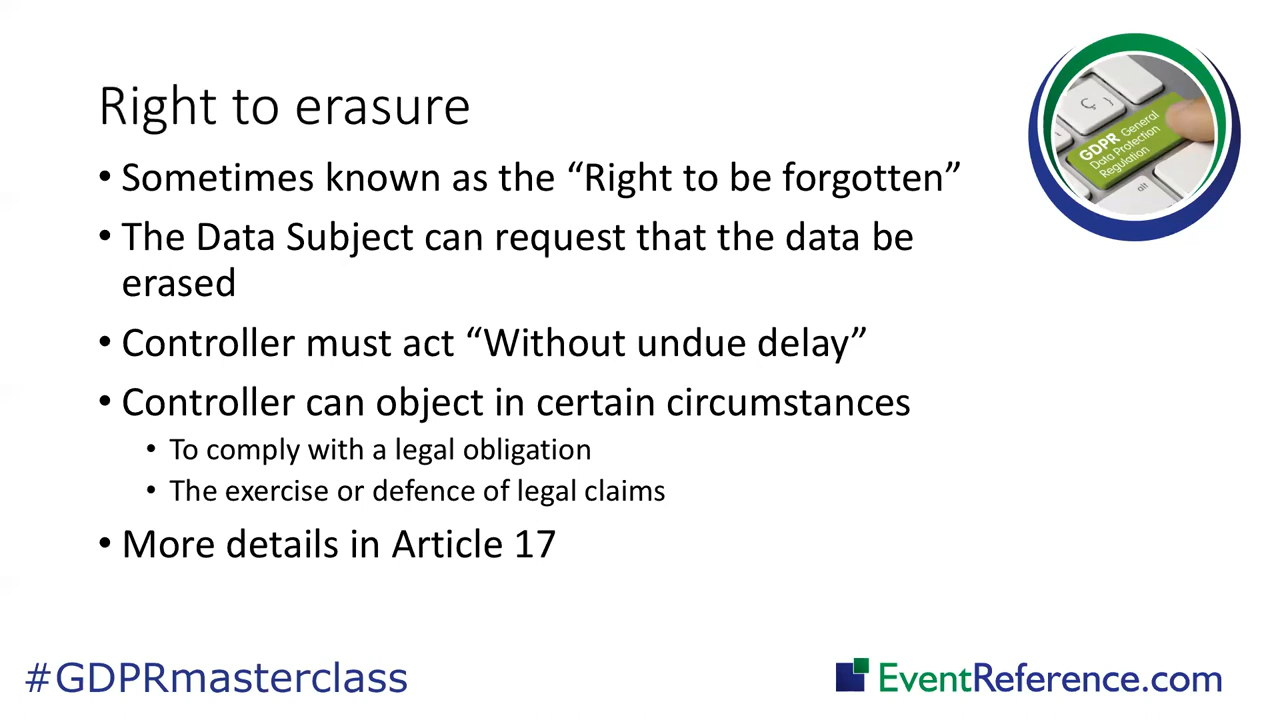 Right to erasure
• Sometimes known as the “Right to be forgotten”
• The Data Subject can request that the data be
erased
• Controller must act “Without undue delay”
• Controller can object in certain circumstances
• To comply with a legal obligation
• The exercise or defence of legal claims
• More details in Article 17
Ç
GDPR General
Data Protection
Regulation
alt
#GDPRmasterclass
EventReference.com